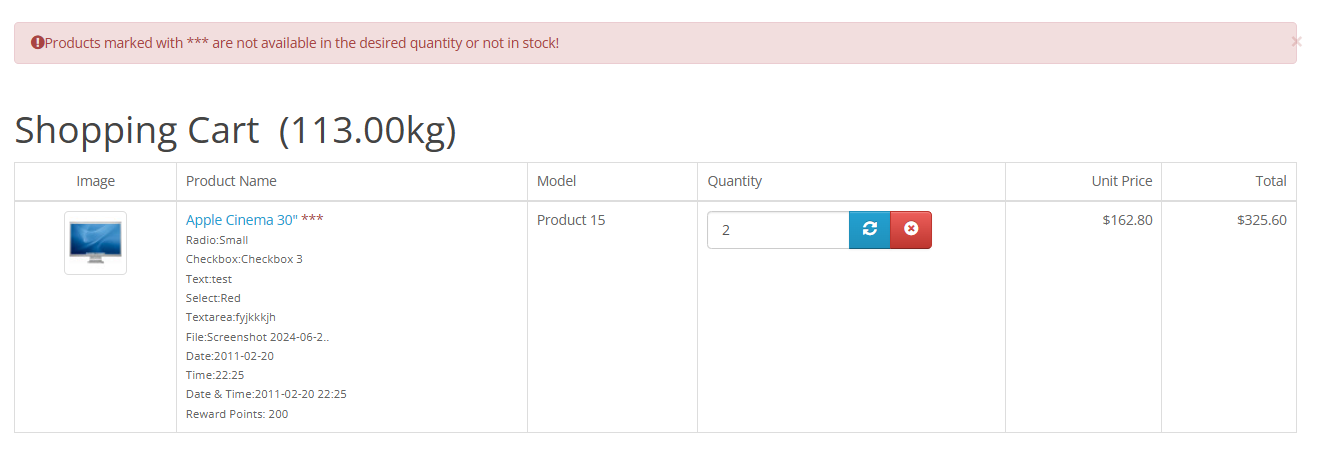 Products marked with *** are not available in the desired quantity or not in stock!
×
Shopping Cart (113.00kg)
Image Product Name Model Quantity Unit Price Total
Apple Cinema 30" *** Product 15 2 $162.80 $325.60
Radio:Small
Checkbox:Checkbox 3
Text:test
Select:Red
Textarea:fyjkkkjh
File:Screenshot 2024-06-2..
Date:2011-02-20
Time:22:25
Date & Time:2011-02-20 22:25
Reward Points: 200